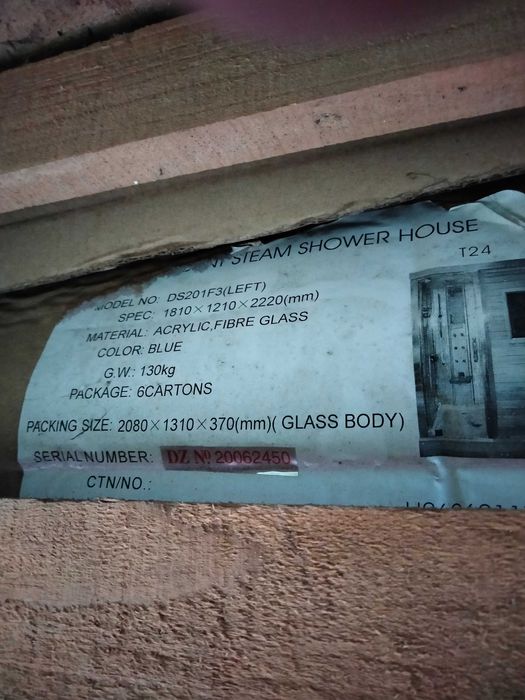 STEAM SHOWER HOUSE
T24
MODEL NO: DS201F3(LEFT)
SPEC: 1810×1210×2220(mm)
MATERIAL: ACRYLIC,FIBRE GLASS
COLOR: BLUE
G.W.: 130kg
PACKAGE: 6CARTONS
PACKING SIZE: 2080×1310×370(mm)( GLASS BODY)
SERIAL NUMBER: DZ Nº 20062450
CTN/NO.: